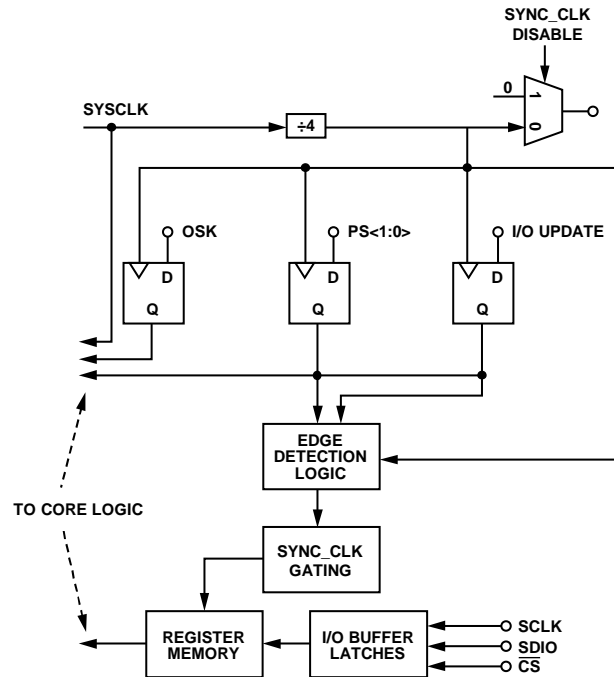 SYNC_CLK
DISABLE
0
1
SYSCLK
÷4
0
OSK
PS<1:0>
I/O UPDATE
D
D
D
Q
Q
Q
EDGE
DETECTION
LOGIC
TO CORE LOGIC
SYNC_CLK
GATING
REGISTER
MEMORY
I/O BUFFER
LATCHES
SCLK
SDIO
C̅S̅